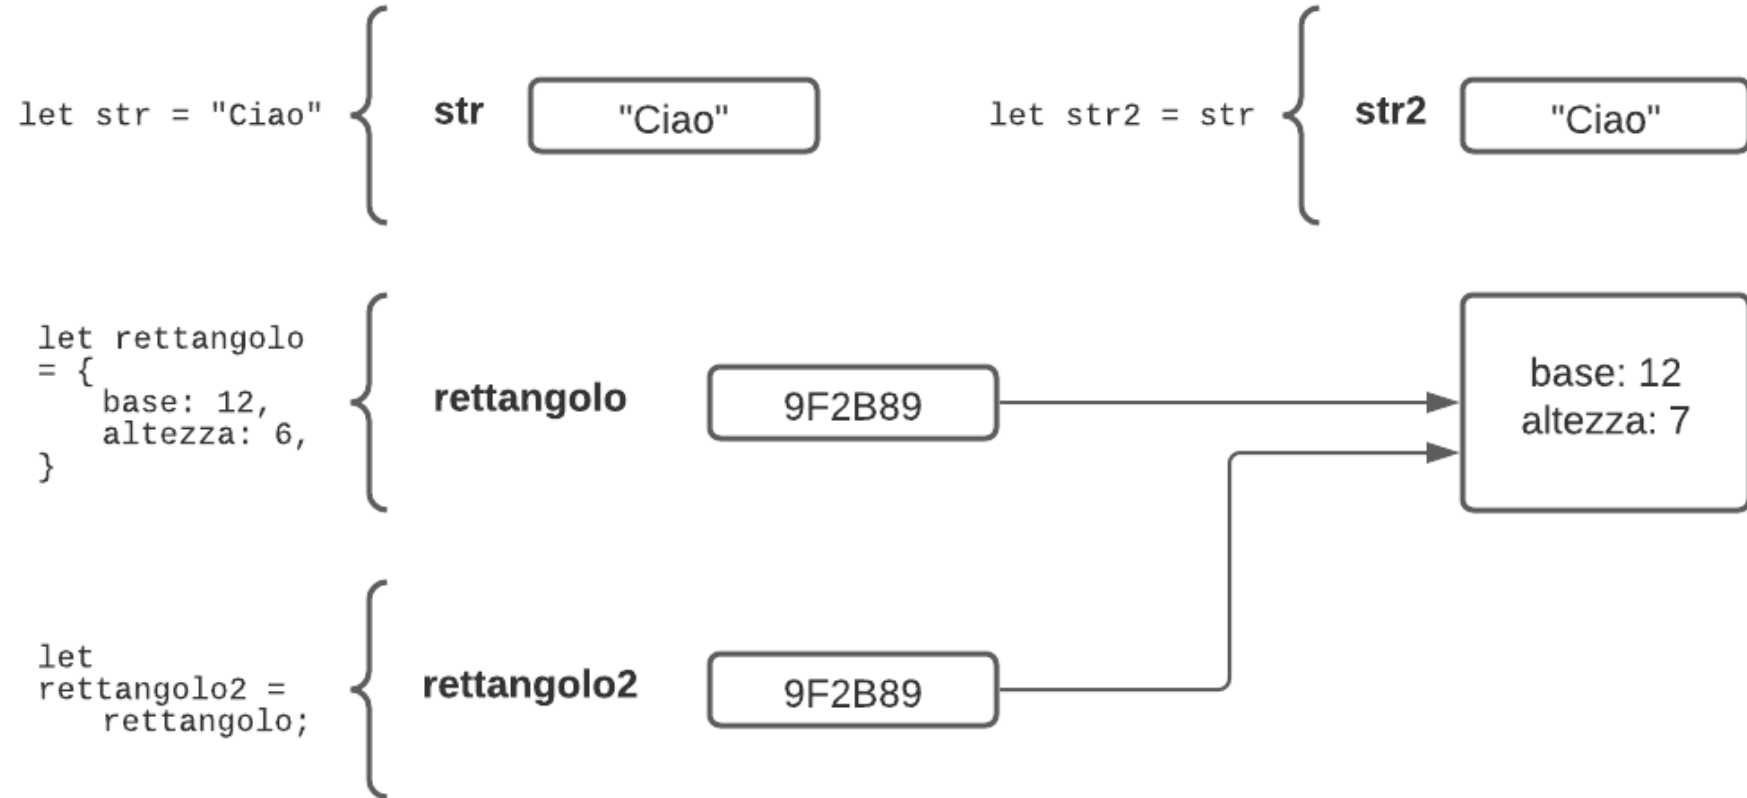 let str = "Ciao"
str
"Ciao"
let str2 = str
str2
"Ciao"
let rettangolo
= {
base: 12,
altezza: 6,
}
rettangolo
9F2B89
base: 12
altezza: 7
let
rettangolo2 =
rettangolo;
rettangolo2
9F2B89